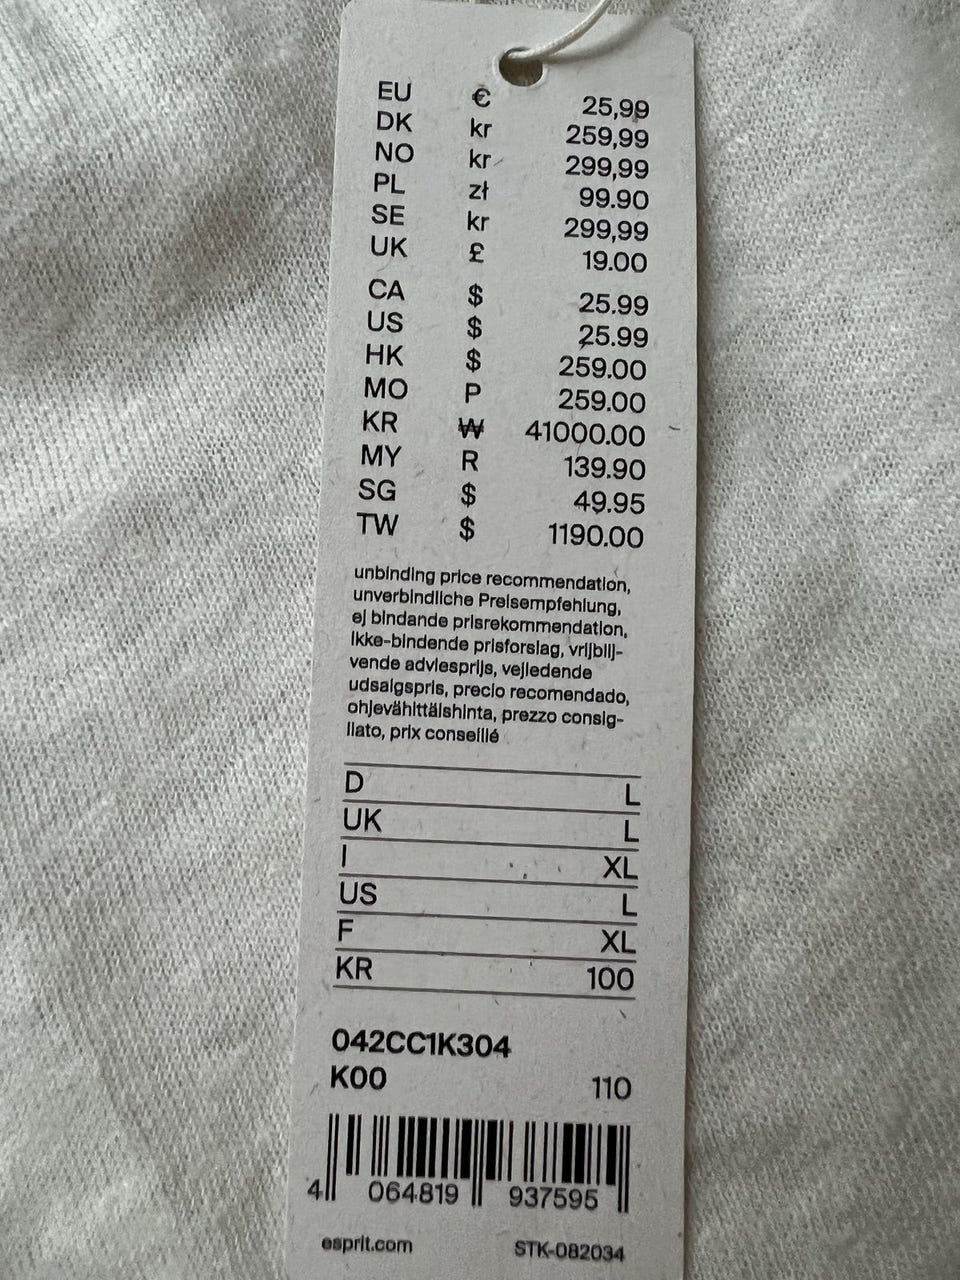 EU € 25,99
DK kr 259,99
NO kr 299,99
PL zł 99.90
SE kr 299,99
UK £ 19.00
CA $ 25.99
US $ 25.99
HK $ 259.00
MO P 259.00
KR ₩ 41000.00
MY R 139.90
SG $ 49.95
TW $ 1190.00
unbinding price recommendation,
unverbindliche Preisempfehlung,
ej bindande prisrekommendation,
ikke-bindende prisforslag, vrijblij-
vende adviesprijs, vejledende
udsalgspris, precio recomendado,
ohjevähittäishinta, prezzo consig-
liato, prix conseillé
D L
UK L
I XL
US L
F XL
KR 100
042CC1K304
K00 110
4 064819 937595
esprit.com STK-082034